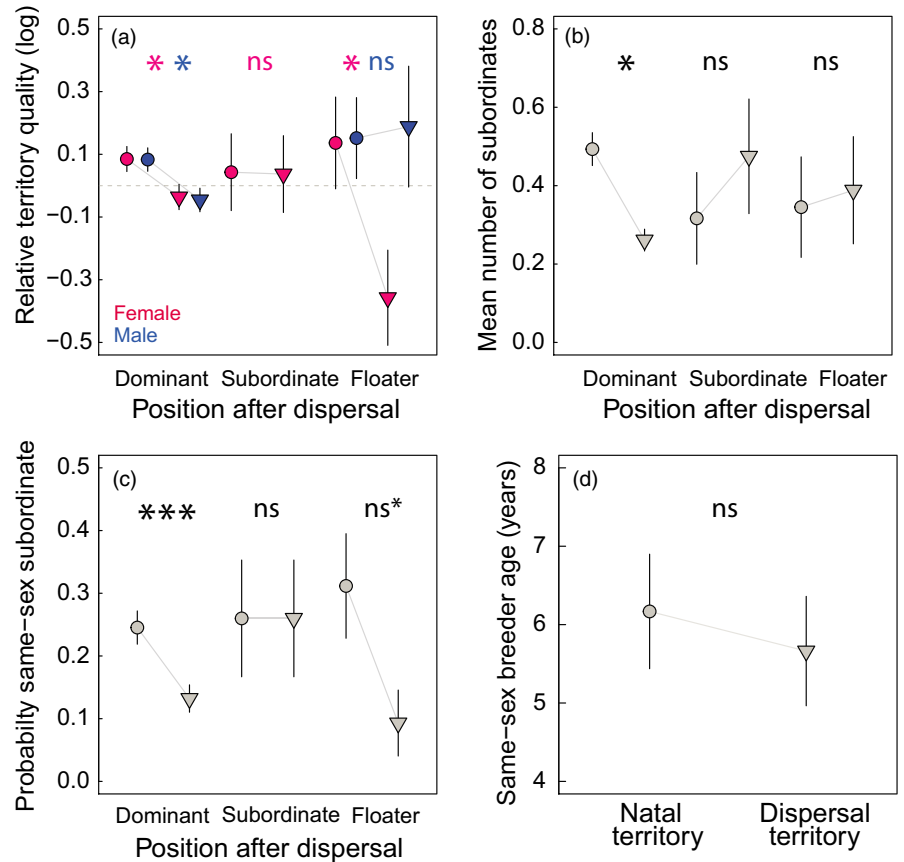 (a)
* * ns * ns
Relative territory quality (log)
0.5
0.3
0.1
−0.1
−0.3
−0.5
Female
Male
Dominant Subordinate Floater
Position after dispersal
(b)
* ns ns
Mean number of subordinates
0.8
0.6
0.4
0.2
0.0
Dominant Subordinate Floater
Position after dispersal
(c)
*** ns ns*
Probabilty same−sex subordinate
0.5
0.4
0.3
0.2
0.1
0.0
Dominant Subordinate Floater
Position after dispersal
(d)
ns
Same−sex breeder age (years)
8
7
6
5
4
Natal territory
Dispersal territory